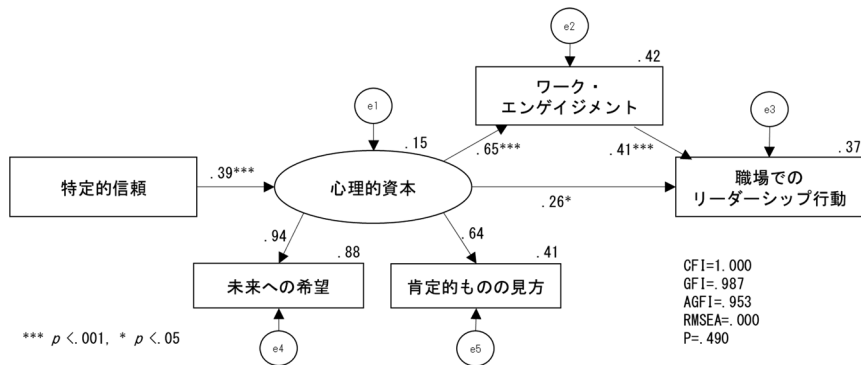 e2
.42
ワーク・
エンゲイジメント
e1
e3
.15
.65***
.41***
.37
特定的信頼
.39***
心理的資本
.26*
職場での
リーダーシップ行動
.94
.64
.88
.41
未来への希望
肯定的ものの見方
CFI=1.000
GFI=.987
AGFI=.953
RMSEA=.000
P=.490
*** p <.001, * p <.05
e4
e5